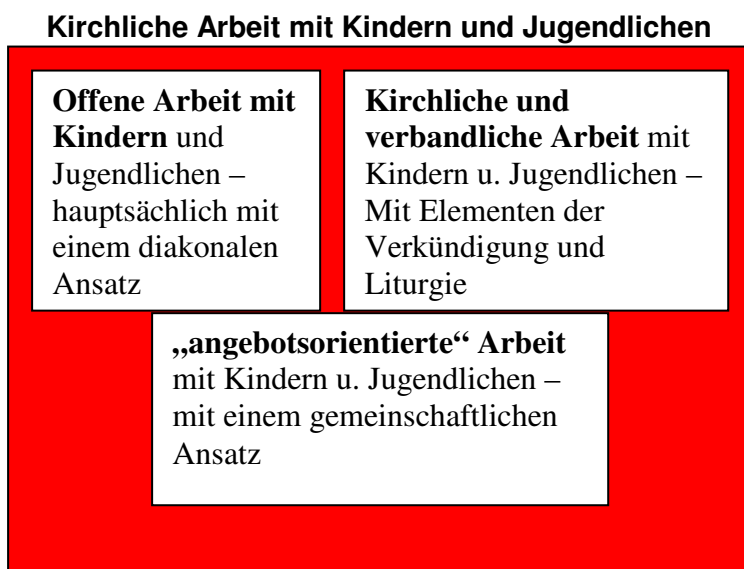 Kirchliche Arbeit mit Kindern und Jugendlichen
Offene Arbeit mit
Kindern und
Jugendlichen –
hauptsächlich mit
einem diakonalen
Ansatz
Kirchliche und
verbandliche Arbeit mit
Kindern u. Jugendlichen –
Mit Elementen der
Verkündigung und
Liturgie
„angebotsorientierte“ Arbeit
mit Kindern u. Jugendlichen –
mit einem gemeinschaftlichen
Ansatz